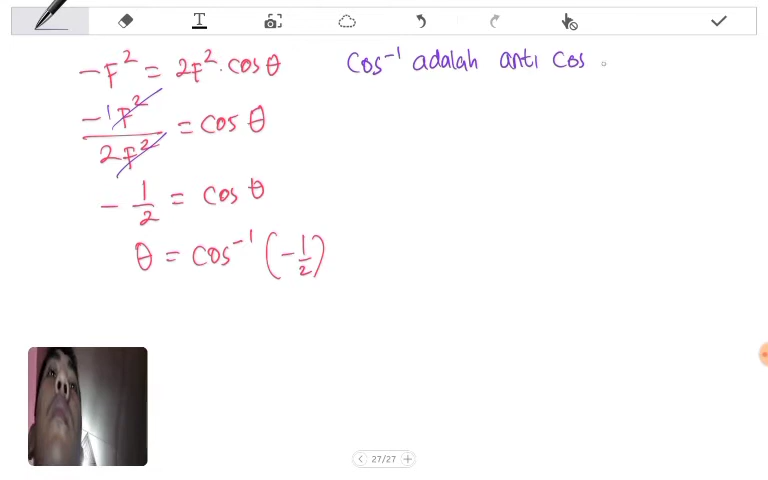 -F² = 2F² · cos θ
cos⁻¹ adalah anti cos
-1F²/2F² = cos θ
-1/2 = cos θ
θ = cos⁻¹ (-1/2)
27/27